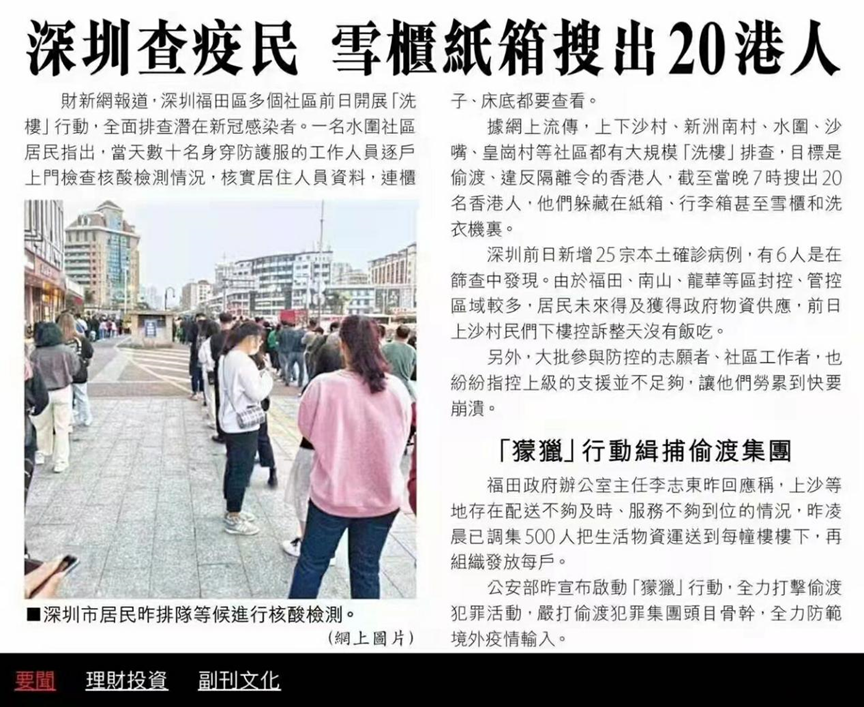 深圳查疫民 雪櫃紙箱搜出20港人
財新網報道，深圳福田區多個社區前日開展「洗
樓」行動，全面排查潛在新冠感染者。一名水圍社區
居民指出，當天數十名身穿防護服的工作人員逐戶
上門檢查核酸檢測情況，核實居住人員資料，連櫃
■深圳市居民昨排隊等候進行核酸檢測。
(網上圖片)
子、床底都要查看。
據網上流傳，上下沙村、新洲南村、水圍、沙
嘴、皇崗村等社區都有大規模「洗樓」排查，目標是
偷渡、違反隔離令的香港人，截至當晚7時搜出20
名香港人，他們躲藏在紙箱、行李箱甚至雪櫃和洗
衣機裏。
深圳前日新增25宗本土確診病例，有6人是在
篩查中發現。由於福田、南山、龍華等區封控、管控
區域較多，居民未來得及獲得政府物資供應，前日
上沙村民們下樓控訴整天沒有飯吃。
另外，大批參與防控的志願者、社區工作者，也
紛紛指控上級的支援並不足夠，讓他們勞累到快要
崩潰。
「獴獵」行動緝捕偷渡集團
福田政府辦公室主任李志東昨回應稱，上沙等
地存在配送不夠及時、服務不夠到位的情況，昨凌
晨已調集500人把生活物資運送到每幢樓樓下，再
組織發放每戶。
公安部昨宣布啟動「獴獵」行動，全力打擊偷渡
犯罪活動，嚴打偷渡犯罪集團頭目骨幹，全力防範
境外疫情輸入。
要聞 理財投資 副刊文化